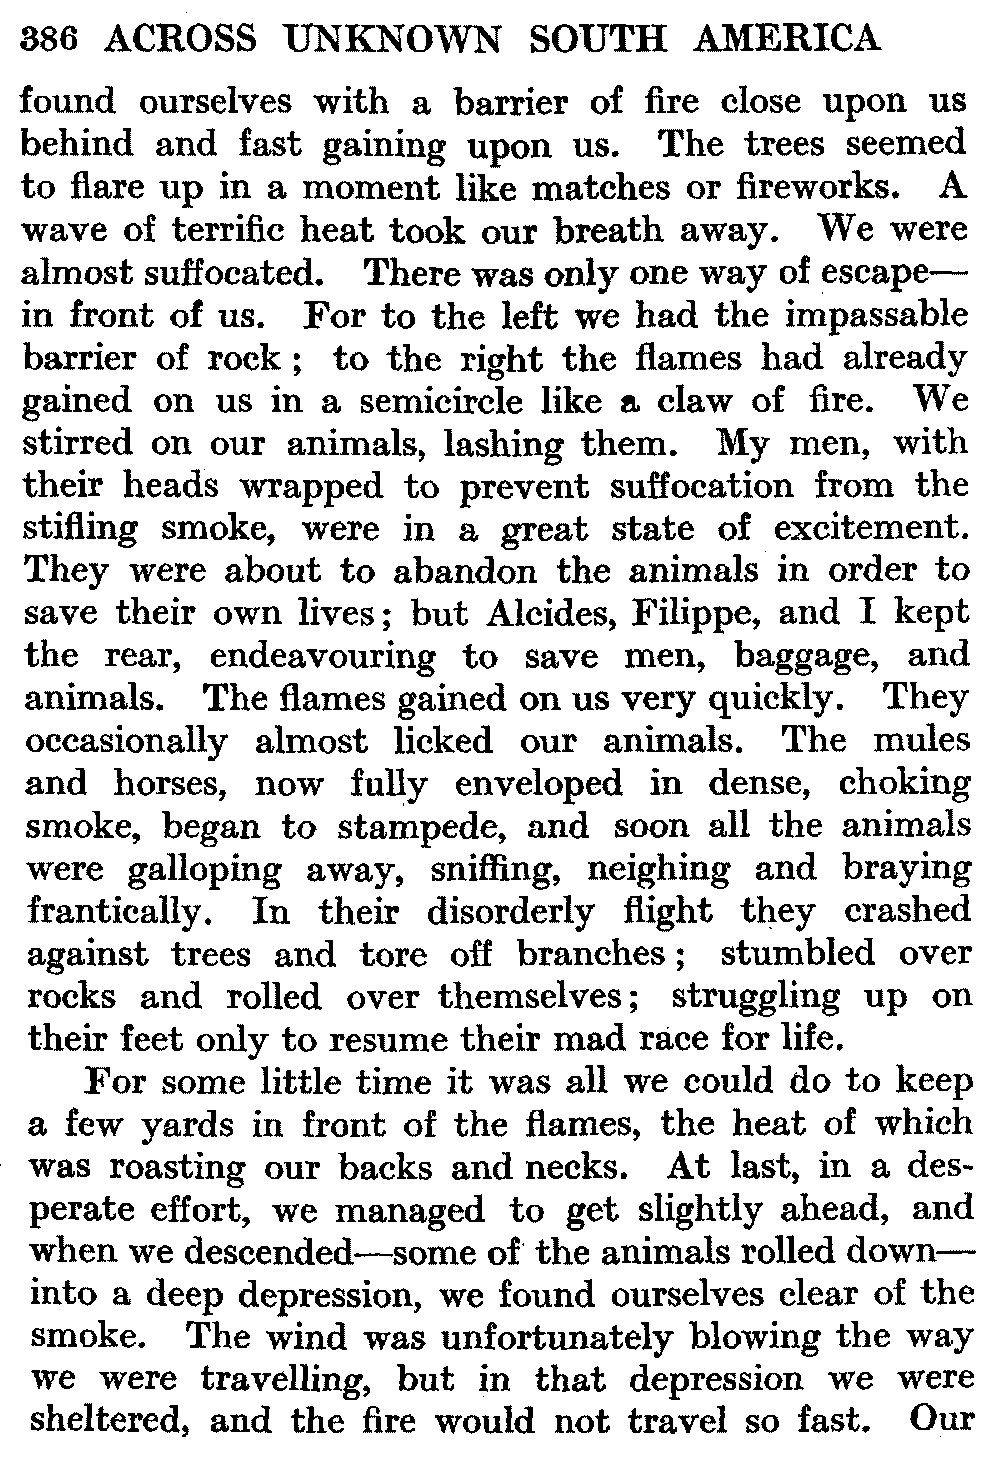 386 ACROSS UNKNOWN SOUTH AMERICA
found ourselves with a barrier of fire close upon us
behind and fast gaining upon us. The trees seemed
to flare up in a moment like matches or fireworks. A
wave of terrific heat took our breath away. We were
almost suffocated. There was only one way of escape—
in front of us. For to the left we had the impassable
barrier of rock ; to the right the flames had already
gained on us in a semicircle like a claw of fire. We
stirred on our animals, lashing them. My men, with
their heads wrapped to prevent suffocation from the
stifling smoke, were in a great state of excitement.
They were about to abandon the animals in order to
save their own lives ; but Alcides, Filippe, and I kept
the rear, endeavouring to save men, baggage, and
animals. The flames gained on us very quickly. They
occasionally almost licked our animals. The mules
and horses, now fully enveloped in dense, choking
smoke, began to stampede, and soon all the animals
were galloping away, sniffing, neighing and braying
frantically. In their disorderly flight they crashed
against trees and tore off branches ; stumbled over
rocks and rolled over themselves ; struggling up on
their feet only to resume their mad race for life.
For some little time it was all we could do to keep
a few yards in front of the flames, the heat of which
was roasting our backs and necks. At last, in a des-
perate effort, we managed to get slightly ahead, and
when we descended—some of the animals rolled down—
into a deep depression, we found ourselves clear of the
smoke. The wind was unfortunately blowing the way
we were travelling, but in that depression we were
sheltered, and the fire would not travel so fast. Our